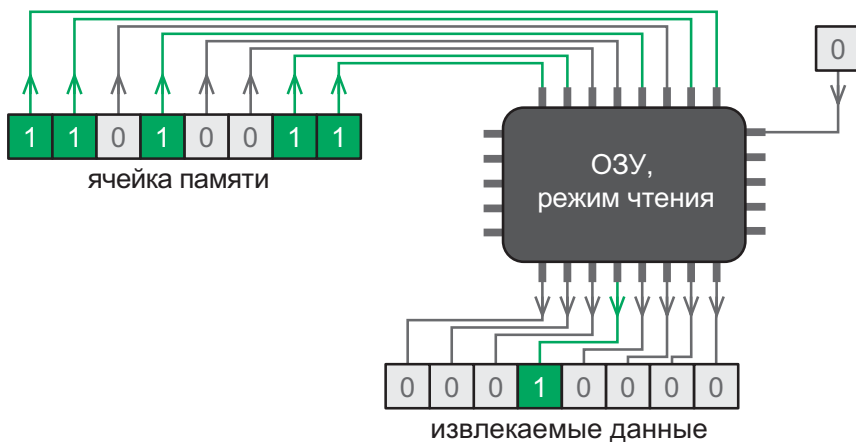 0
1 1 0 1 0 0 1 1
ячейка памяти
ОЗУ,
режим чтения
0 0 0 1 0 0 0 0
извлекаемые данные